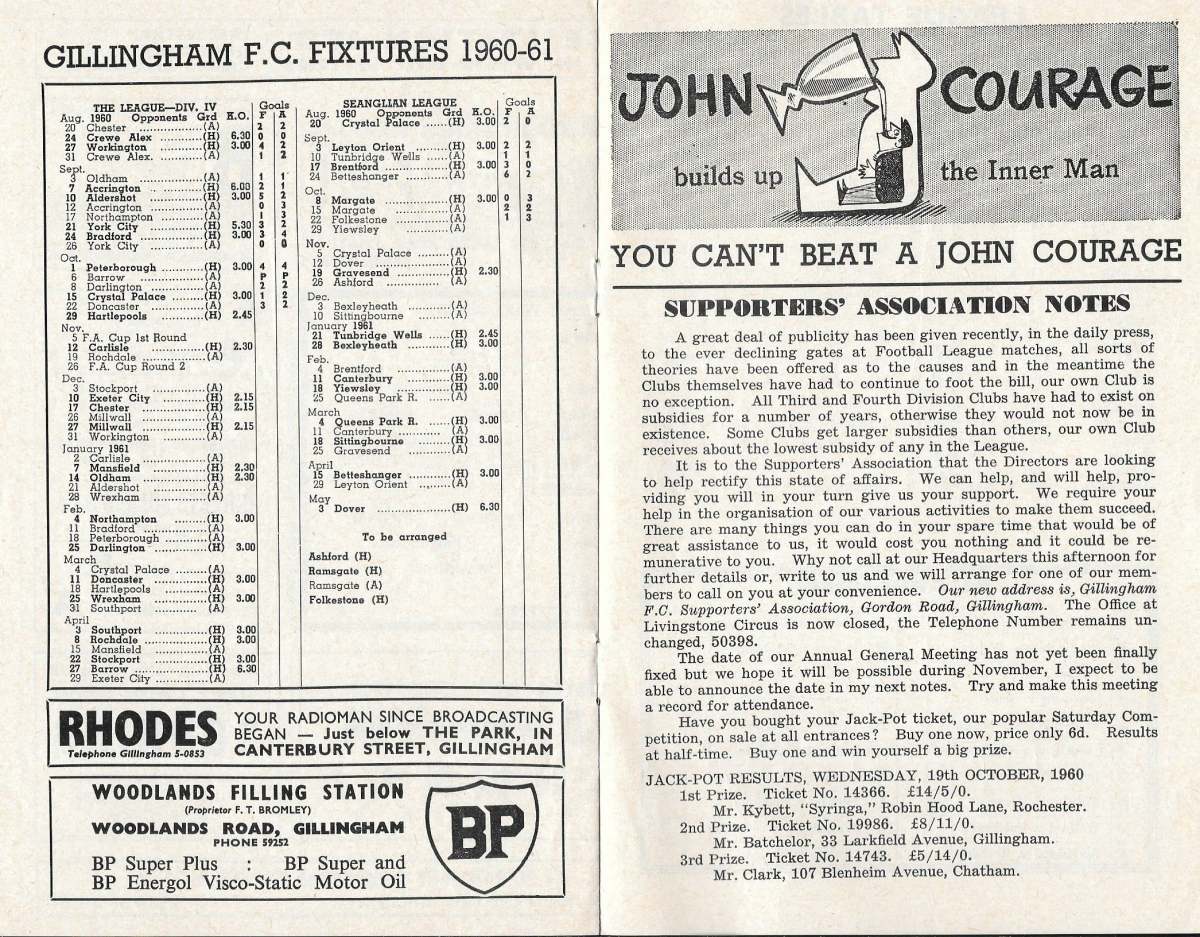 GILLINGHAM F.C. FIXTURES 1960-61
THE LEAGUE—DIV. IV Goals
Aug. 1960 Opponents Grd K.O. F A
20 Chester ...............(A) 2 2
24 Crewe Alex ............(H) 6.30 0 0
27 Workington ............(H) 3.00 4 2
31 Crewe Alex. ...........(A) 1 2
Sept.
3 Oldham ...............(A) 1 1
7 Accrington .. .........(H) 6.00 2 1
10 Aldershot ............(H) 3.00 5 2
12 Accrington ............(A) 0 3
17 Northampton .........(A) 1 3
21 York City ............(H) 5.30 3 2
24 Bradford ............(H) 3.00 3 4
26 York City ............(A) 0 0
Oct.
1 Peterborough ............(H) 3.00 4 4
6 Barrow ...............(A) P P
8 Darlington ............(A) 2 2
15 Crystal Palace .........(H) 3.00 1 2
22 Doncaster ............(A) 3 2
29 Hartlepools ............(H) 2.45
Nov.
5 F.A. Cup 1st Round
12 Carlisle ...............(H) 2.30
19 Rochdale ...............(A)
26 F.A. Cup Round 2
Dec.
3 Stockport ............(A)
10 Exeter City ............(H) 2.15
17 Chester ...............(H) 2.15
26 Millwall ...............(A)
27 Millwall ...............(H) 2.15
31 Workington ............(A)
January 1961
2 Carlisle ...............(A)
7 Mansfield ............(H) 2.30
14 Oldham ...............(H) 2.30
21 Aldershot ............(A)
28 Wrexham ...............(A)
Feb.
4 Northampton .........(H) 3.00
11 Bradford ...............(A)
18 Peterborough ............(A)
25 Darlington ............(H) 3.00
March
4 Crystal Palace .........(A)
11 Doncaster ............(H) 3.00
18 Hartlepools ............(A)
25 Wrexham ............(H) 3.00
31 Southport ............ (A)
April
3 Southport ............(H) 3.00
8 Rochdale ...............(H) 3.00
15 Mansfield ............(A)
22 Stockport ............(H) 3.00
27 Barrow ...............(H) 6.30
29 Exeter City ............(A)
SEANGLIAN LEAGUE Goals
Aug. 1960 Opponents Grd K.O. F A
20 Crystal Palace ......(H) 3.00 2 0
Sept.
3 Leyton Orient .........(H) 3.00 2 2
10 Tunbridge Wells ......(A) 1 1
17 Brentford ............(H) 3.00 3 0
24 Betteshanger .........(A) 6 2
Oct.
8 Margate ...............(H) 3.00 0 3
15 Margate ............(A) 2 2
22 Folkestone ............(A) 1 3
29 Yiewsley ............(A)
Nov.
5 Crystal Palace .........(A)
12 Dover ...............(A)
19 Gravesend ............(H) 2.30
26 Ashford ............(A)
Dec.
3 Bexleyheath .........(A)
10 Sittingbourne .........(A)
January 1961
21 Tunbridge Wells ...(H) 2.45
28 Bexleyheath .........(H) 3.00
Feb.
4 Brentford ............(A)
11 Canterbury ............(H) 3.00
18 Yiewsley ............(H) 3.00
25 Queens Park R. ......(A)
March
4 Queens Park R. ......(H) 3.00
11 Canterbury ......... (A)
18 Sittingbourne .........(H) 3.00
25 Gravesend .........(A)
April
15 Betteshanger .........(H) 3.00
29 Leyton Orient .........(A)
May
3 Dover ...............(H) 6.30
To be arranged
Ashford (H)
Ramsgate (H)
Ramsgate (A)
Folkestone (H)
RHODES
Telephone Gillingham 5-0853
YOUR RADIOMAN SINCE BROADCASTING
BEGAN — Just below THE PARK, IN
CANTERBURY STREET, GILLINGHAM
WOODLANDS FILLING STATION
(Proprietor F. T. BROMLEY)
WOODLANDS ROAD, GILLINGHAM
PHONE 59252
BP Super Plus : BP Super and
BP Energol Visco-Static Motor Oil
BP
JOHN COURAGE
builds up the Inner Man
YOU CAN'T BEAT A JOHN COURAGE
SUPPORTERS' ASSOCIATION NOTES
A great deal of publicity has been given recently, in the daily press,
to the ever declining gates at Football League matches, all sorts of
theories have been offered as to the causes and in the meantime the
Clubs themselves have had to continue to foot the bill, our own Club is
no exception. All Third and Fourth Division Clubs have had to exist on
subsidies for a number of years, otherwise they would not now be in
existence. Some Clubs get larger subsidies than others, our own Club
receives about the lowest subsidy of any in the League.
It is to the Supporters' Association that the Directors are looking
to help rectify this state of affairs. We can help, and will help, pro-
viding you will in your turn give us your support. We require your
help in the organisation of our various activities to make them succeed.
There are many things you can do in your spare time that would be of
great assistance to us, it would cost you nothing and it could be re-
munerative to you. Why not call at our Headquarters this afternoon for
further details or, write to us and we will arrange for one of our mem-
bers to call on you at your convenience. Our new address is, Gillingham
F.C. Supporters' Association, Gordon Road, Gillingham. The Office at
Livingstone Circus is now closed, the Telephone Number remains un-
changed, 50398.
The date of our Annual General Meeting has not yet been finally
fixed but we hope it will be possible during November, I expect to be
able to announce the date in my next notes. Try and make this meeting
a record for attendance.
Have you bought your Jack-Pot ticket, our popular Saturday Com-
petition, on sale at all entrances? Buy one now, price only 6d. Results
at half-time. Buy one and win yourself a big prize.
JACK-POT RESULTS, WEDNESDAY, 19th OCTOBER, 1960
1st Prize. Ticket No. 14366. £14/5/0.
Mr. Kybett, "Syringa," Robin Hood Lane, Rochester.
2nd Prize. Ticket No. 19986. £8/11/0.
Mr. Batchelor, 33 Larkfield Avenue, Gillingham.
3rd Prize. Ticket No. 14743. £5/14/0.
Mr. Clark, 107 Blenheim Avenue, Chatham.